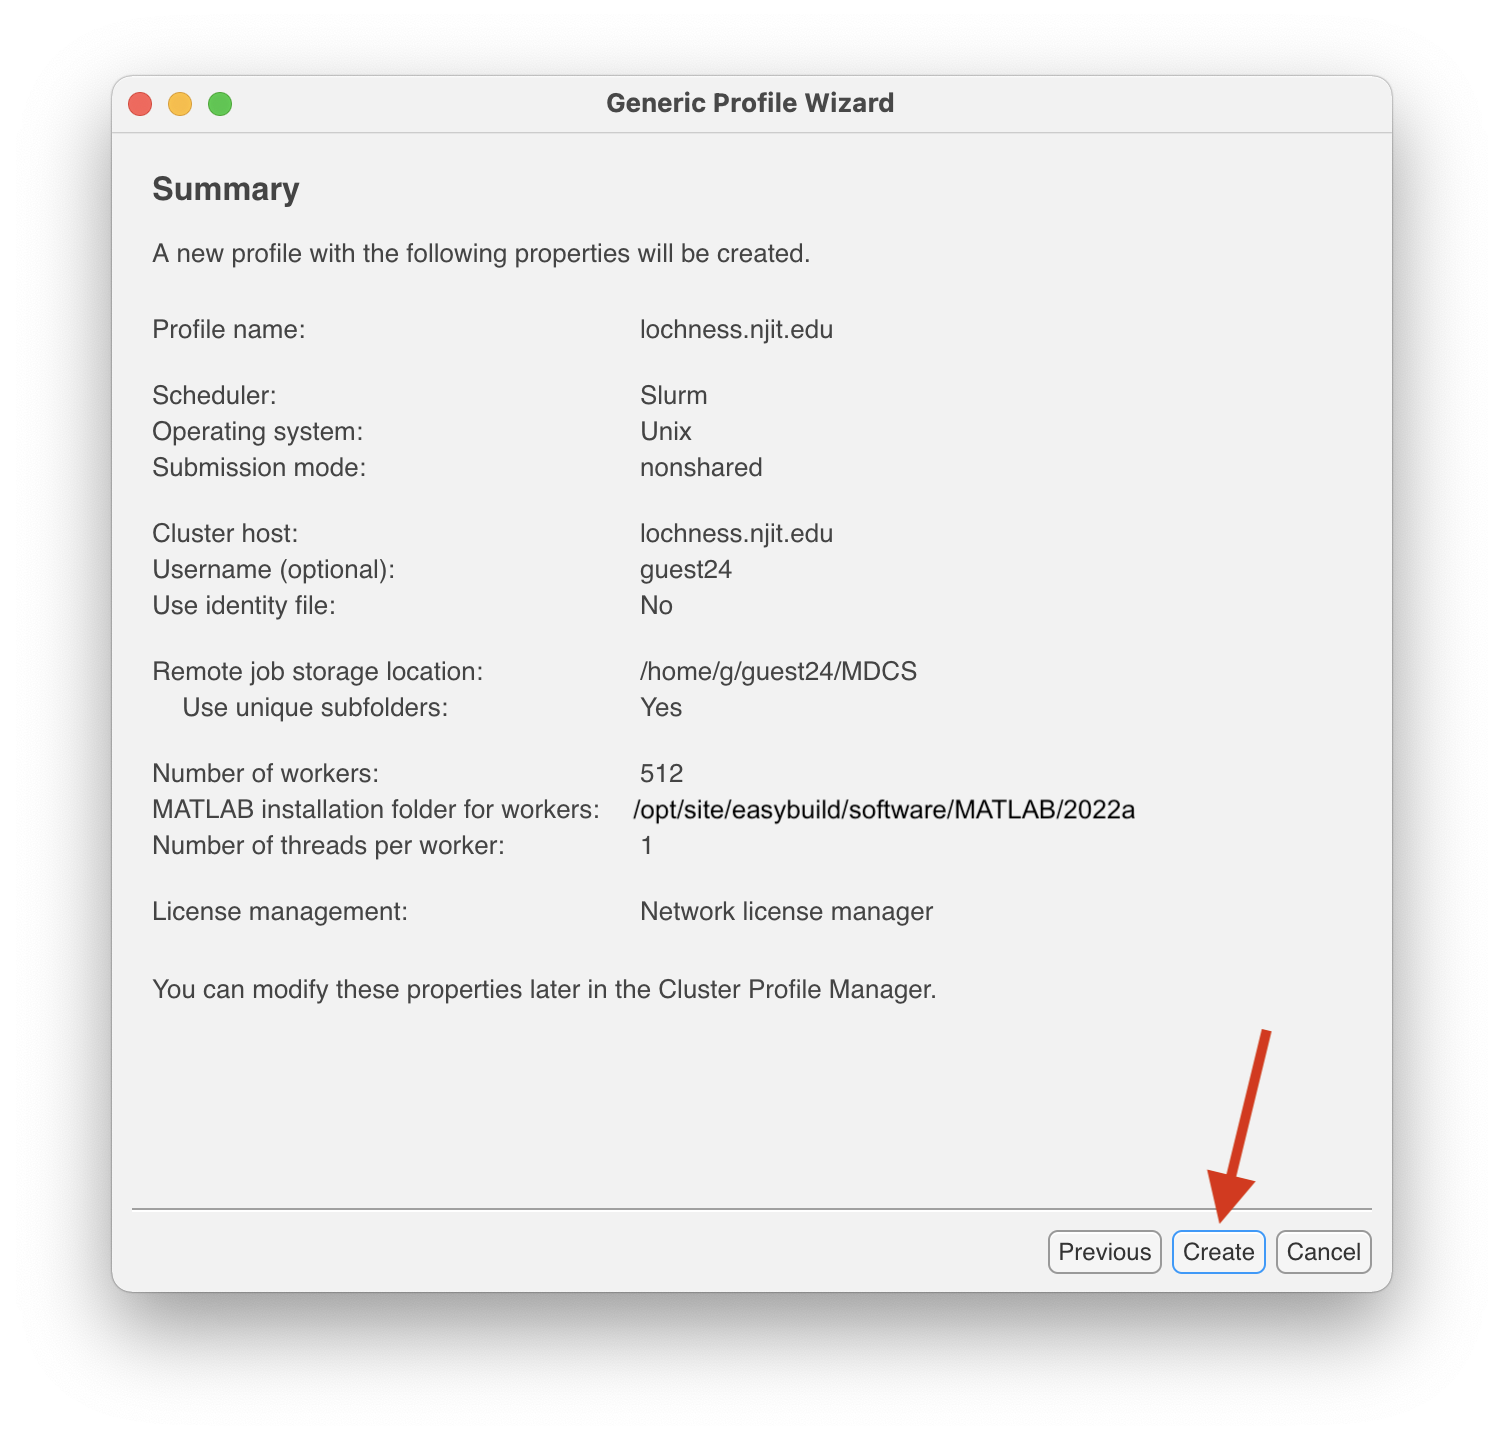 Generic Profile Wizard
Summary
A new profile with the following properties will be created.
Profile name: lochness.njit.edu
Scheduler: Slurm
Operating system: Unix
Submission mode: nonshared
Cluster host: lochness.njit.edu
Username (optional): guest24
Use identity file: No
Remote job storage location: /home/g/guest24/MDCS
Use unique subfolders: Yes
Number of workers: 512
MATLAB installation folder for workers: /opt/site/easybuild/software/MATLAB/2022a
Number of threads per worker: 1
License management: Network license manager
You can modify these properties later in the Cluster Profile Manager.
Previous Create Cancel